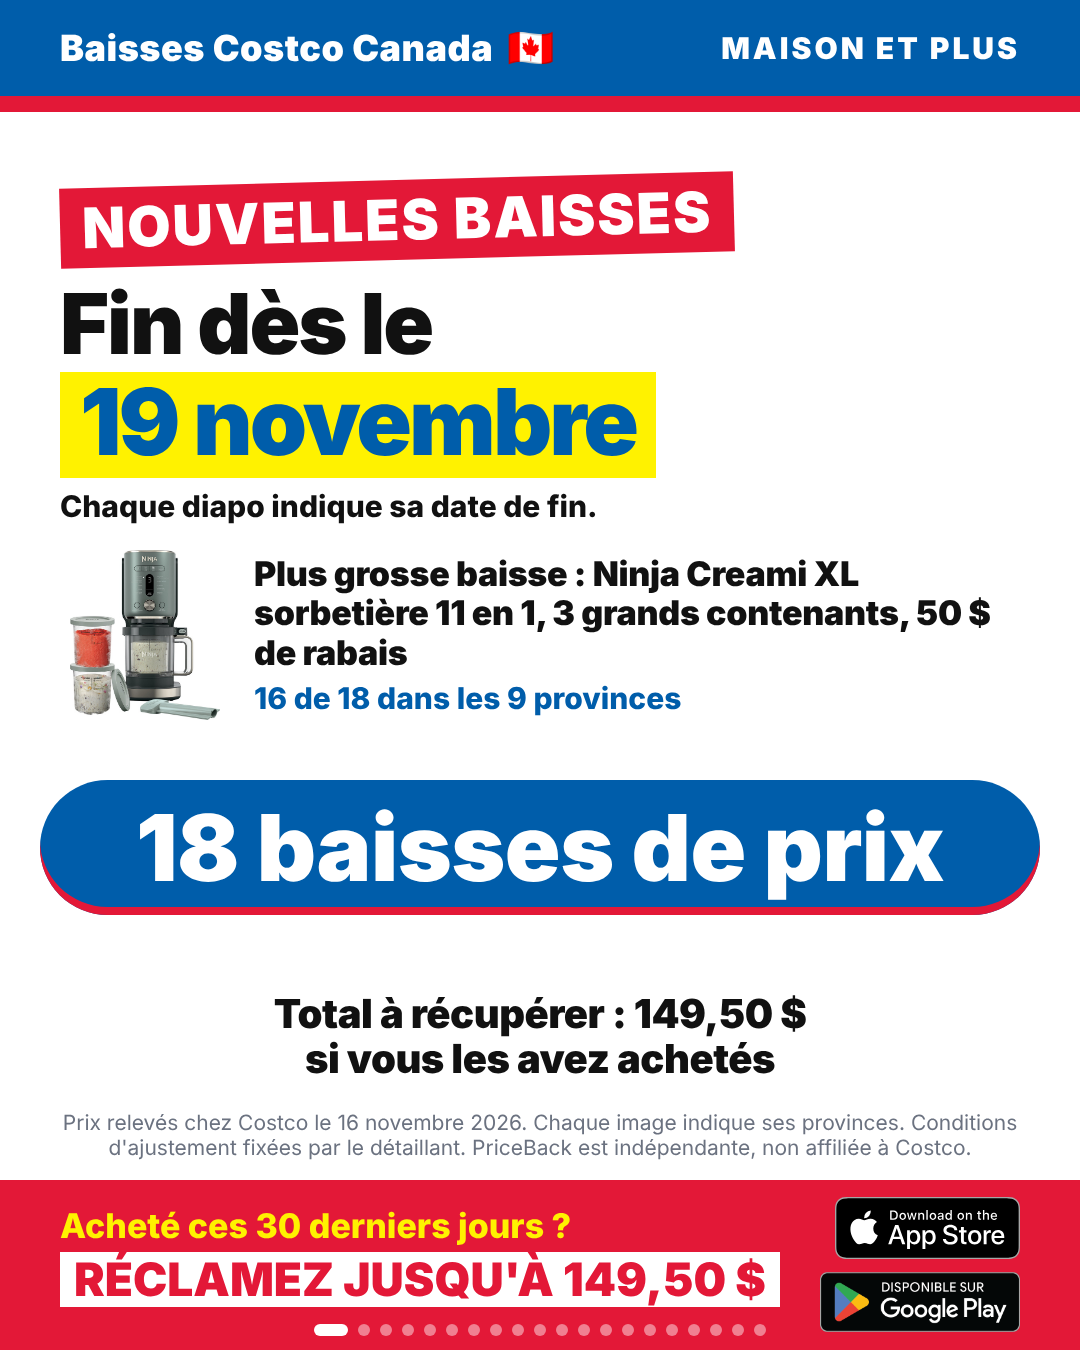 Baisses Costco Canada 🇨🇦
MAISON ET PLUS
NOUVELLES BAISSES
Fin dès le
19 novembre
Chaque diapo indique sa date de fin.
Plus grosse baisse : Ninja Creami XL
sorbetière 11 en 1, 3 grands contenants, 50 $
de rabais
16 de 18 dans les 9 provinces
18 baisses de prix
Total à récupérer : 149,50 $
si vous les avez achetés
Prix relevés chez Costco le 16 novembre 2026. Chaque image indique ses provinces. Conditions
d'ajustement fixées par le détaillant. PriceBack est indépendante, non affiliée à Costco.
Acheté ces 30 derniers jours ?
RÉCLAMEZ JUSQU'À 149,50 $
Download on the
App Store
DISPONIBLE SUR
Google Play